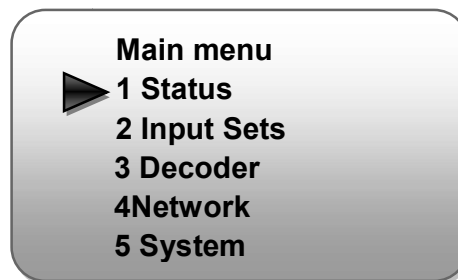 Main menu
1 Status
2 Input Sets
3 Decoder
4Network
5 System